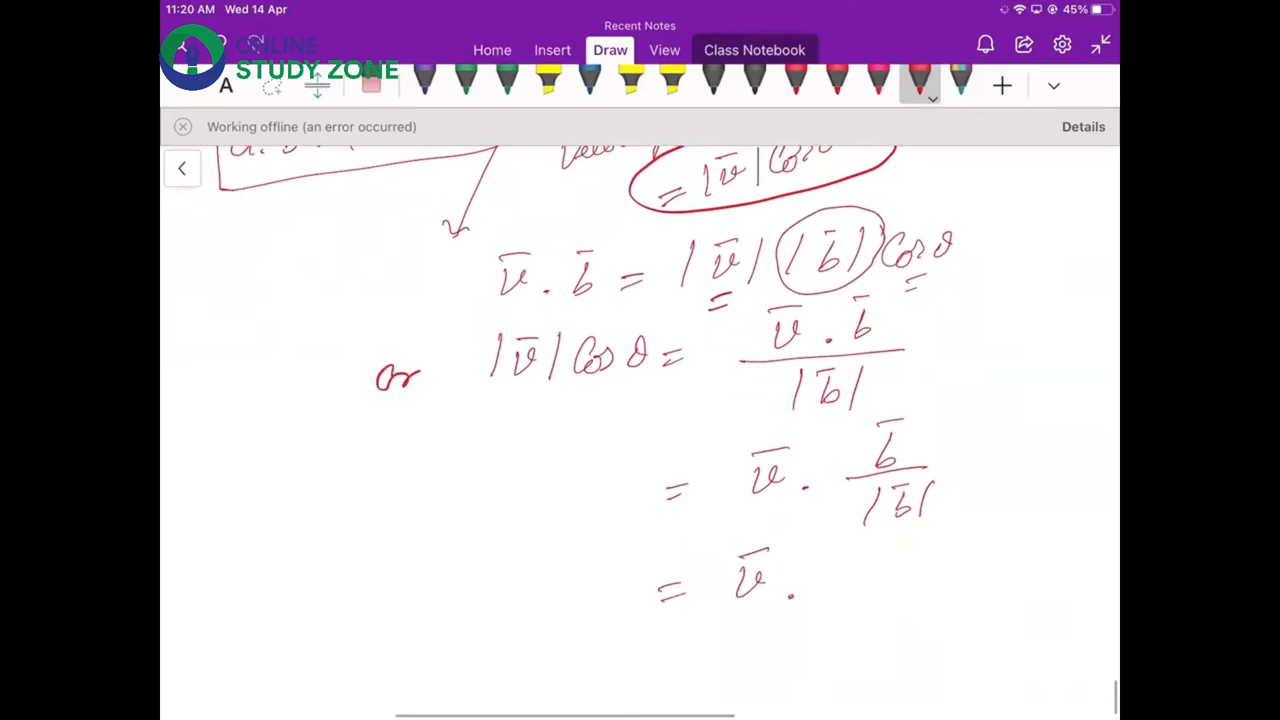 11:20 AM Wed 14 Apr
45%
Recent Notes
ONLINE
STUDY ZONE
Home Insert Draw View Class Notebook
A
Working offline (an error occurred) Details
= |v̄| Cos
v̄ . b̄ = |v̄| |b̄| Cos θ
or |v̄| Cos θ = v̄ . b̄ / |b̄|
= v̄ . b̄ / |b̄|
= v̄ .